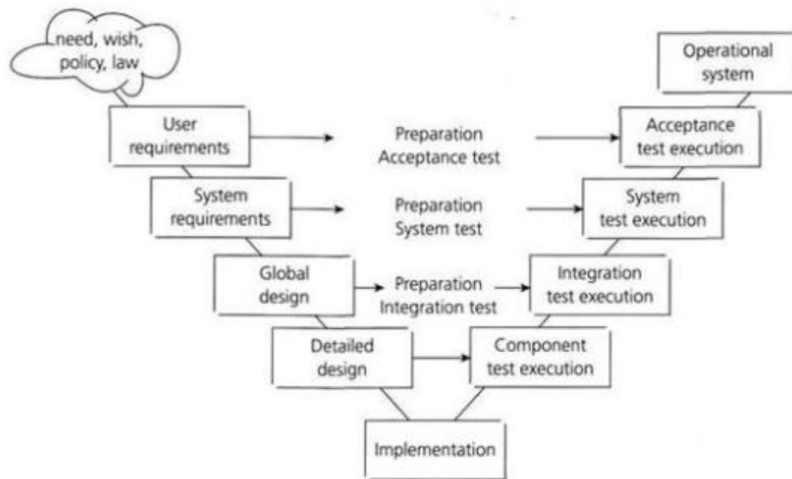 need, wish,
policy, law
Operational
system
User
requirements
Preparation
Acceptance test
Acceptance
test execution
System
requirements
Preparation
System test
System
test execution
Global
design
Preparation
Integration test
Integration
test execution
Detailed
design
Component
test execution
Implementation